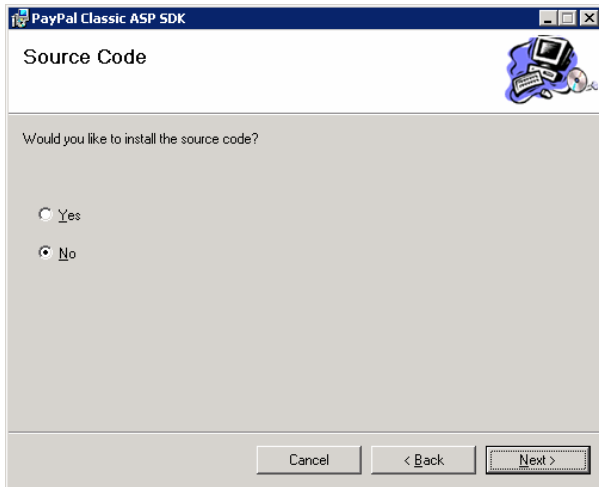 PayPal Classic ASP SDK
Source Code
Would you like to install the source code?
Yes
No
Cancel
< Back
Next >